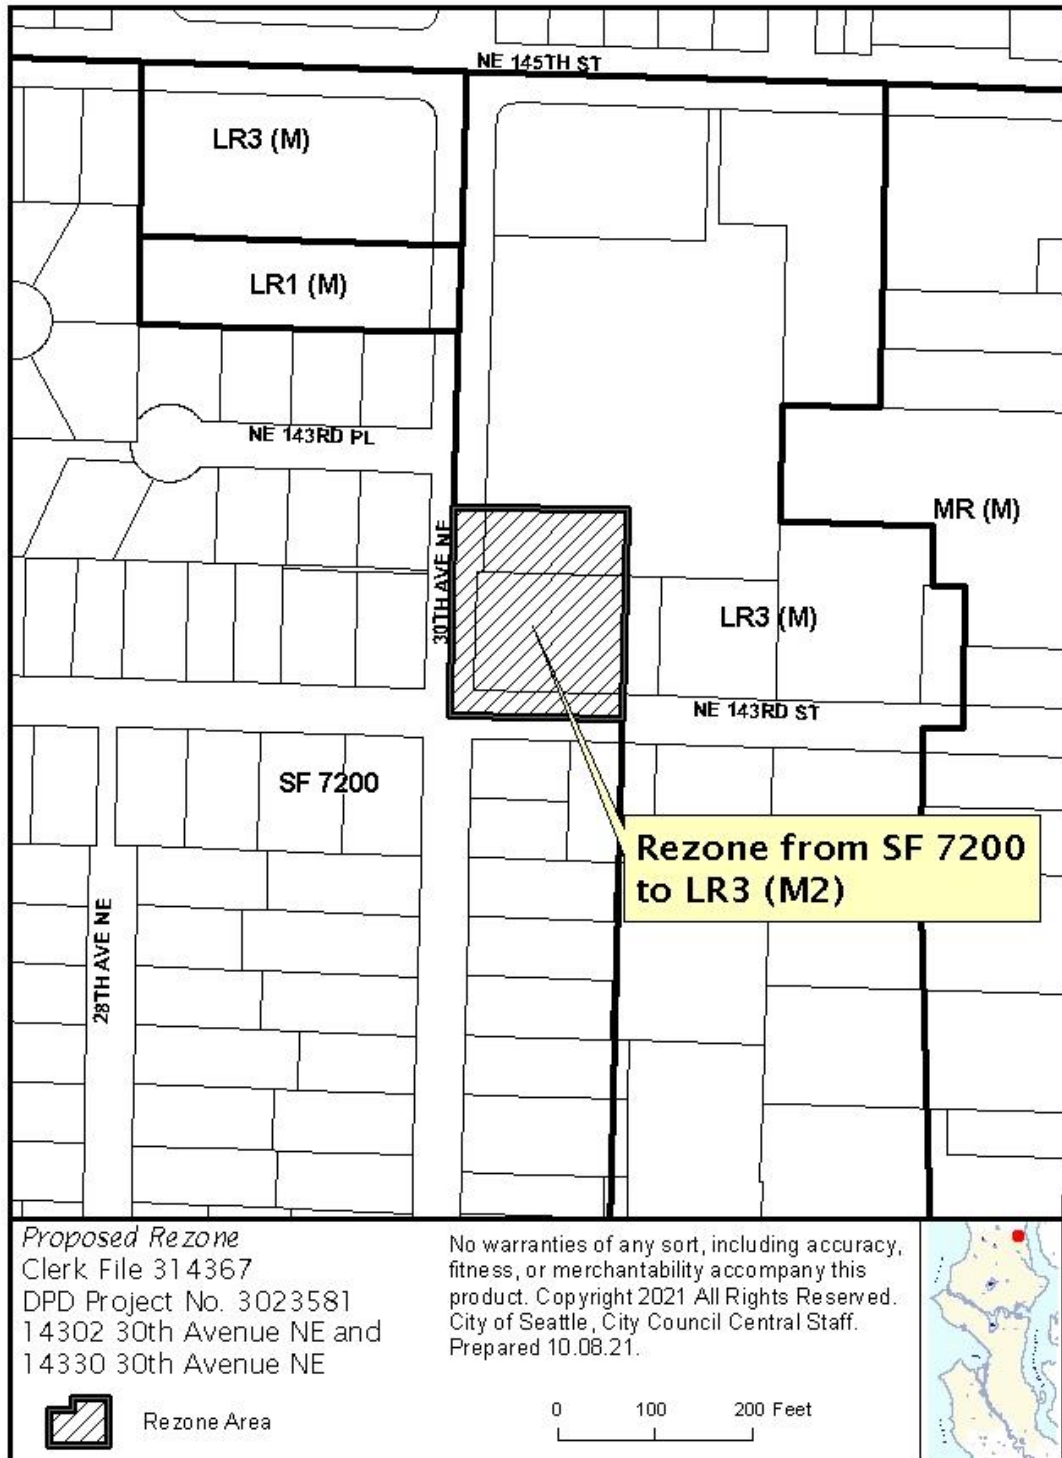 NE 145TH ST
LR3 (M)
LR1 (M)
NE 143RD PL
MR (M)
30TH AVE NE
LR3 (M)
NE 143RD ST
SF 7200
Rezone from SF 7200
to LR3 (M2)
28TH AVE NE
Proposed Rezone
Clerk File 314367
DPD Project No. 3023581
14302 30th Avenue NE and
14330 30th Avenue NE
Rezone Area
No warranties of any sort, including accuracy,
fitness, or merchantability accompany this
product. Copyright 2021 All Rights Reserved.
City of Seattle, City Council Central Staff.
Prepared 10.08.21.
0 100 200 Feet